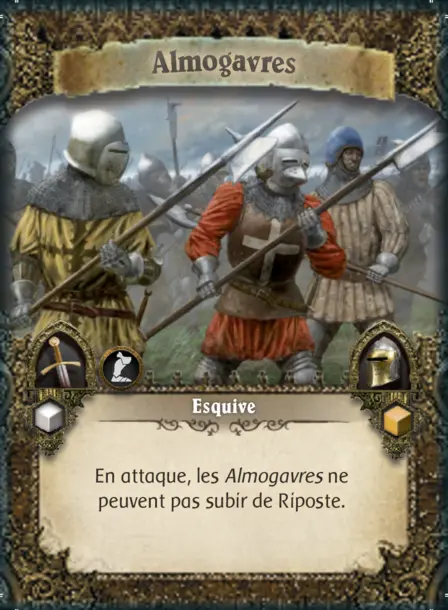 Almogavres
Esquive
En attaque, les Almogavres ne
peuvent pas subir de Riposte.